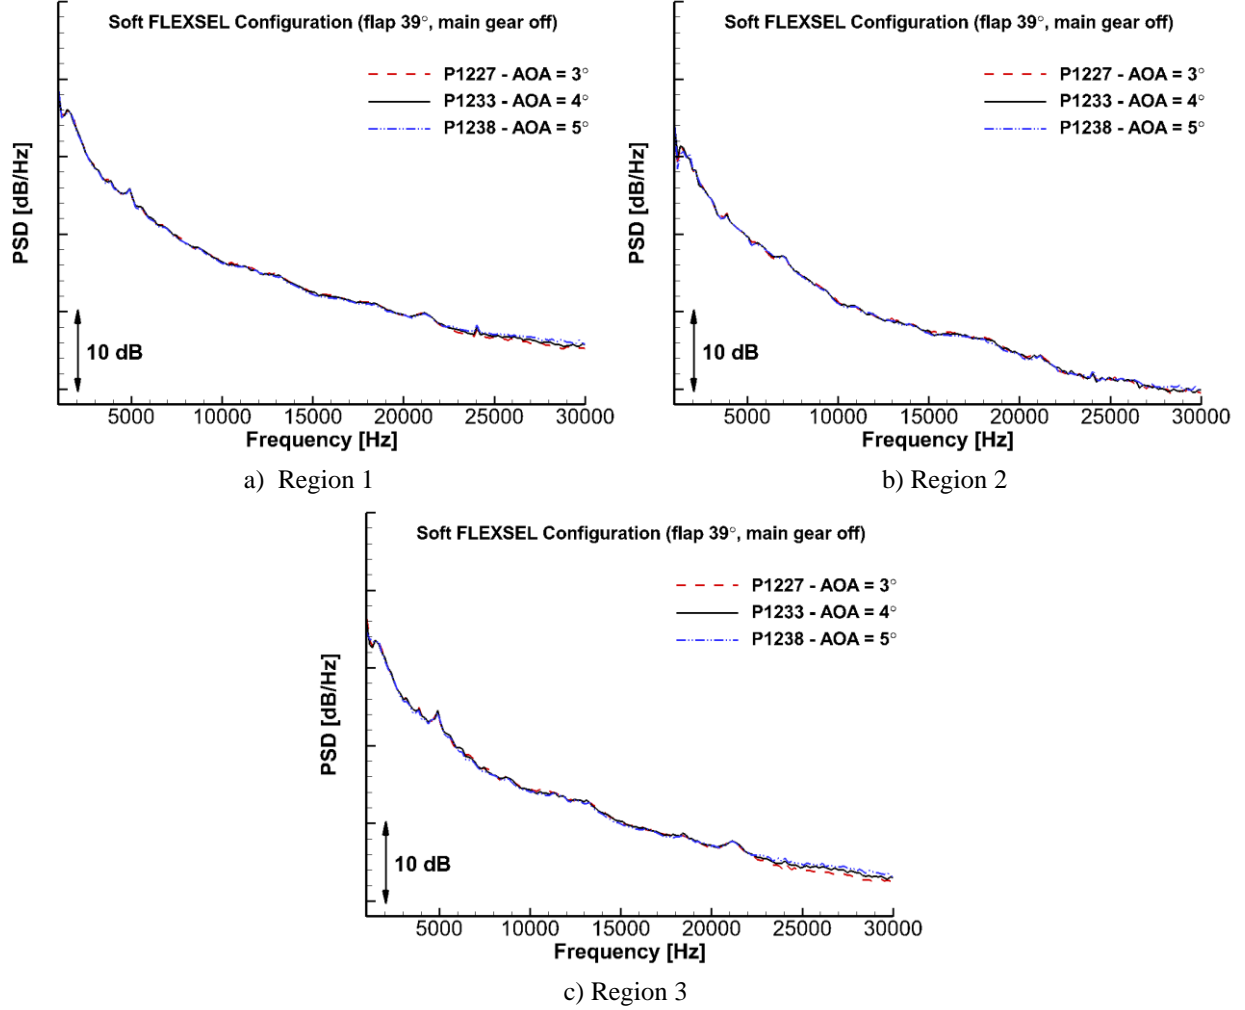 Soft FLEXSEL Configuration (flap 39°, main gear off)
P1227 - AOA = 3°
P1233 - AOA = 4°
P1238 - AOA = 5°
PSD [dB/Hz]
10 dB
5000 10000 15000 20000 25000 30000
Frequency [Hz]
a) Region 1
Soft FLEXSEL Configuration (flap 39°, main gear off)
P1227 - AOA = 3°
P1233 - AOA = 4°
P1238 - AOA = 5°
PSD [dB/Hz]
10 dB
5000 10000 15000 20000 25000 30000
Frequency [Hz]
b) Region 2
Soft FLEXSEL Configuration (flap 39°, main gear off)
P1227 - AOA = 3°
P1233 - AOA = 4°
P1238 - AOA = 5°
PSD [dB/Hz]
10 dB
5000 10000 15000 20000 25000 30000
Frequency [Hz]
c) Region 3